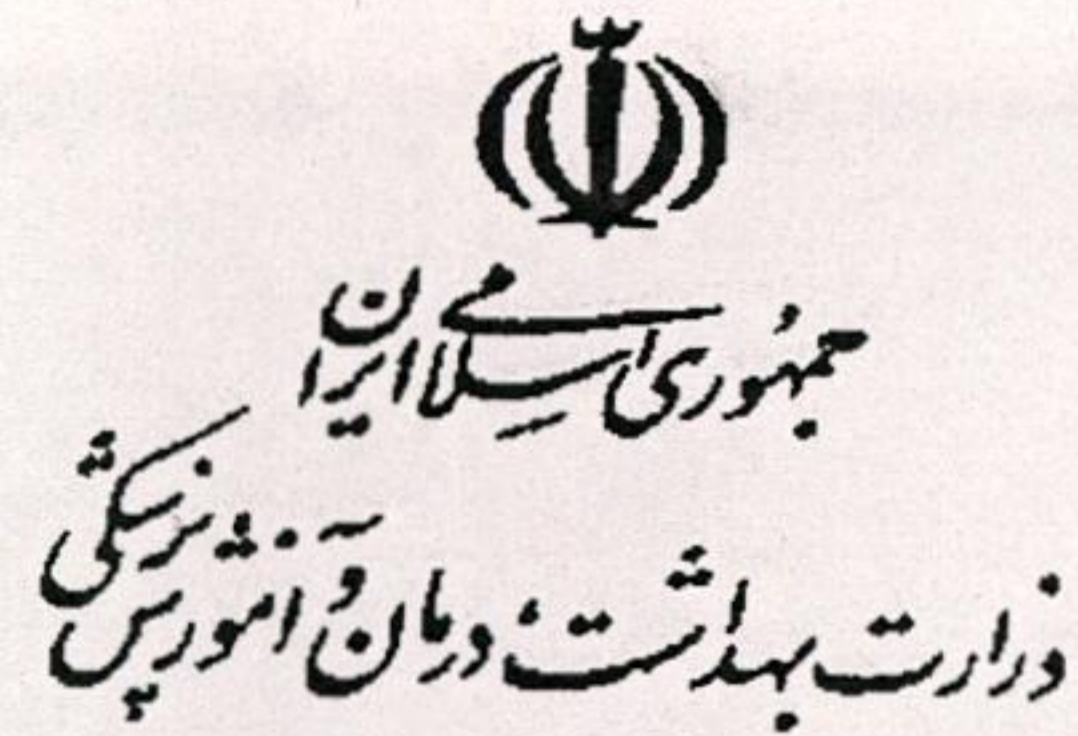 جمهوری اسلامی ایران
وزارت بهداشت، درمان و آموزش پزشکی